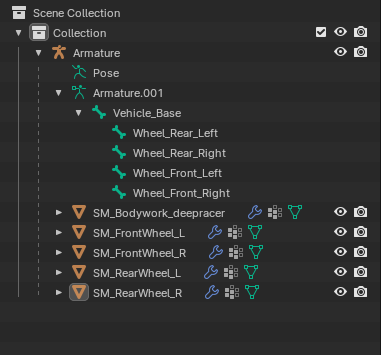 Scene Collection
Collection
Armature
Pose
Armature.001
Vehicle_Base
Wheel_Rear_Left
Wheel_Rear_Right
Wheel_Front_Left
Wheel_Front_Right
SM_Bodywork_deepracer
SM_FrontWheel_L
SM_FrontWheel_R
SM_RearWheel_L
SM_RearWheel_R